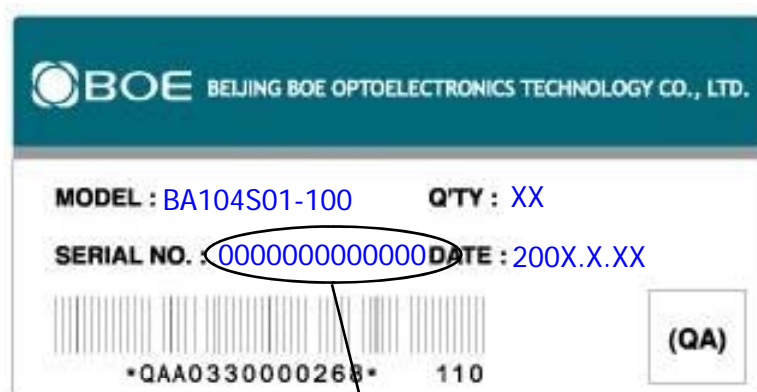 BOE BEIJING BOE OPTOELECTRONICS TECHNOLOGY CO., LTD.
MODEL : BA104S01-100 Q'TY : XX
SERIAL NO. : 0000000000000 DATE : 200X.X.XX
(QA)
*QAA0330000268* 110